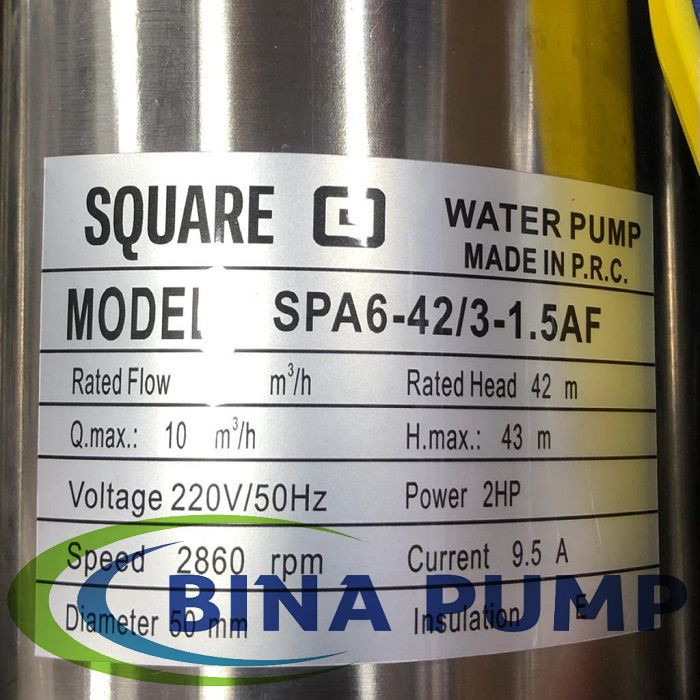 SQUARE WATER PUMP
MADE IN P.R.C.
MODEL SPA6-42/3-1.5AF
Rated Flow m³/h Rated Head 42 m
Q.max.: 10 m³/h H.max.: 43 m
Voltage 220V/50Hz Power 2HP
Speed 2860 rpm Current 9.5 A
BINA PUMP
Diameter 50 mm Insulation E